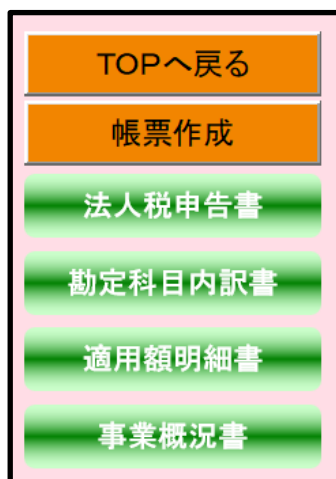 TOPへ戻る
帳票作成
法人税申告書
勘定科目内訳書
適用額明細書
事業概況書